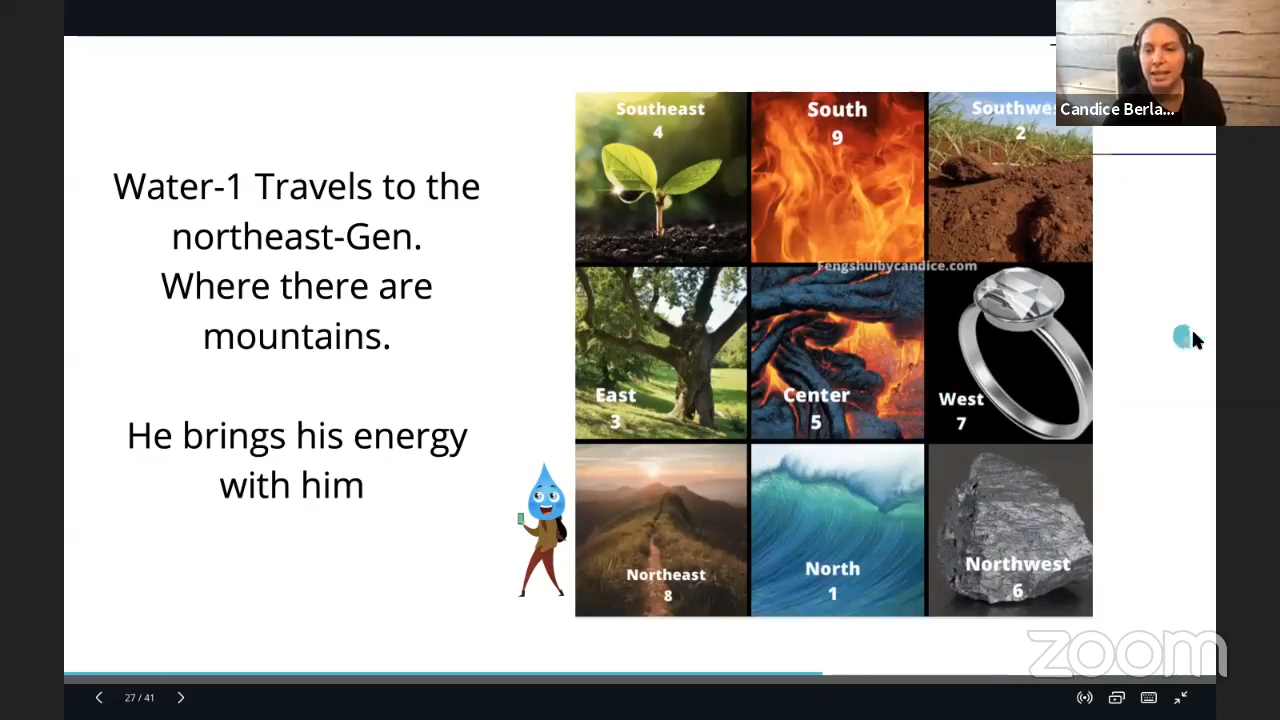 Candice Berla...
Water-1 Travels to the
northeast-Gen.
Where there are
mountains.
He brings his energy
with him
Southeast
4
South
9
Southwe
2
Fengshuibycandice.com
East
3
Center
5
West
7
Northeast
8
North
1
Northwest
6
zoom
27 / 41